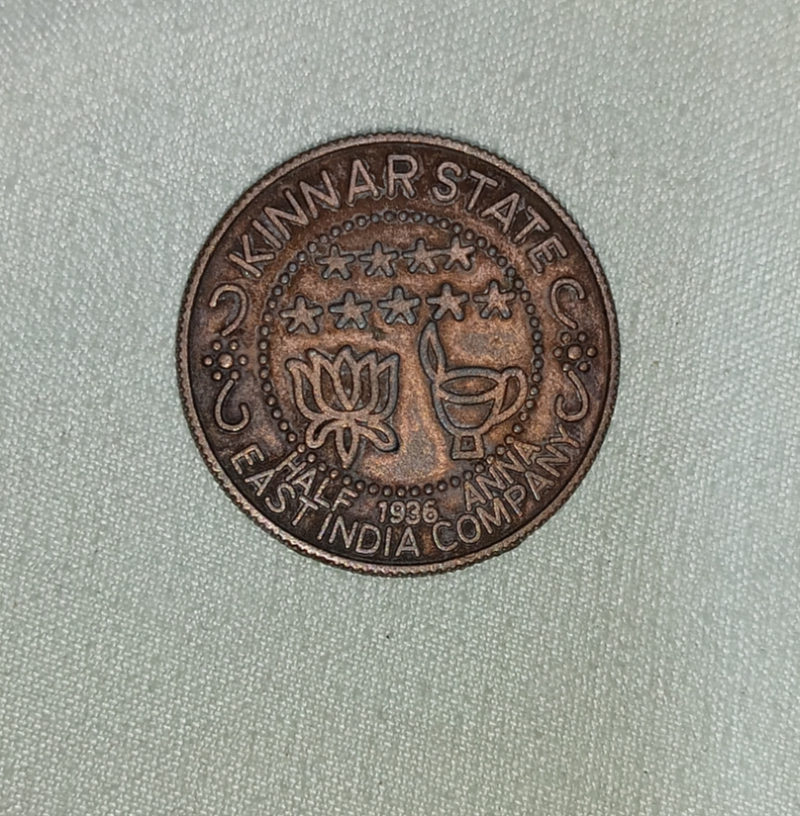 KINNAR STATE
HALF 1936 ANNA
EAST INDIA COMPANY